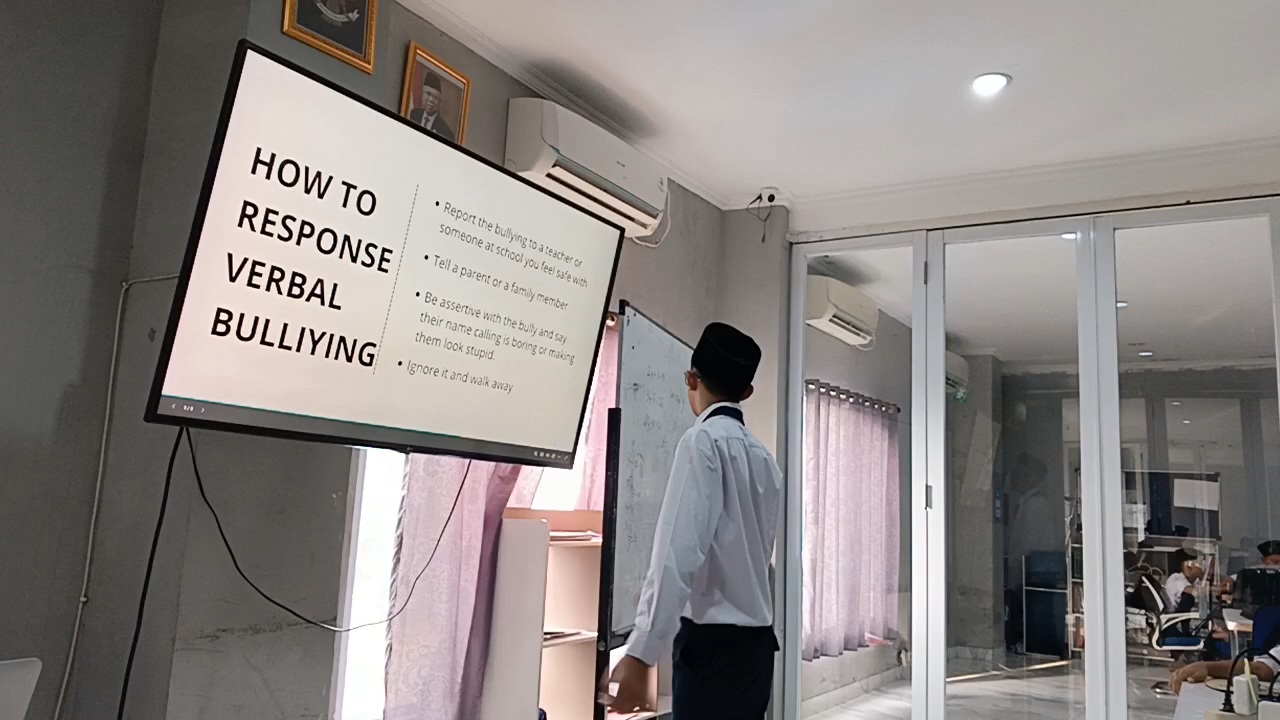 HOW TO
RESPONSE
VERBAL
BULLIYING
• Report the bullying to a teacher or
someone at school you feel safe with
• Tell a parent or a family member
• Be assertive with the bully and say
their name calling is boring or making
them look stupid.
• Ignore it and walk away